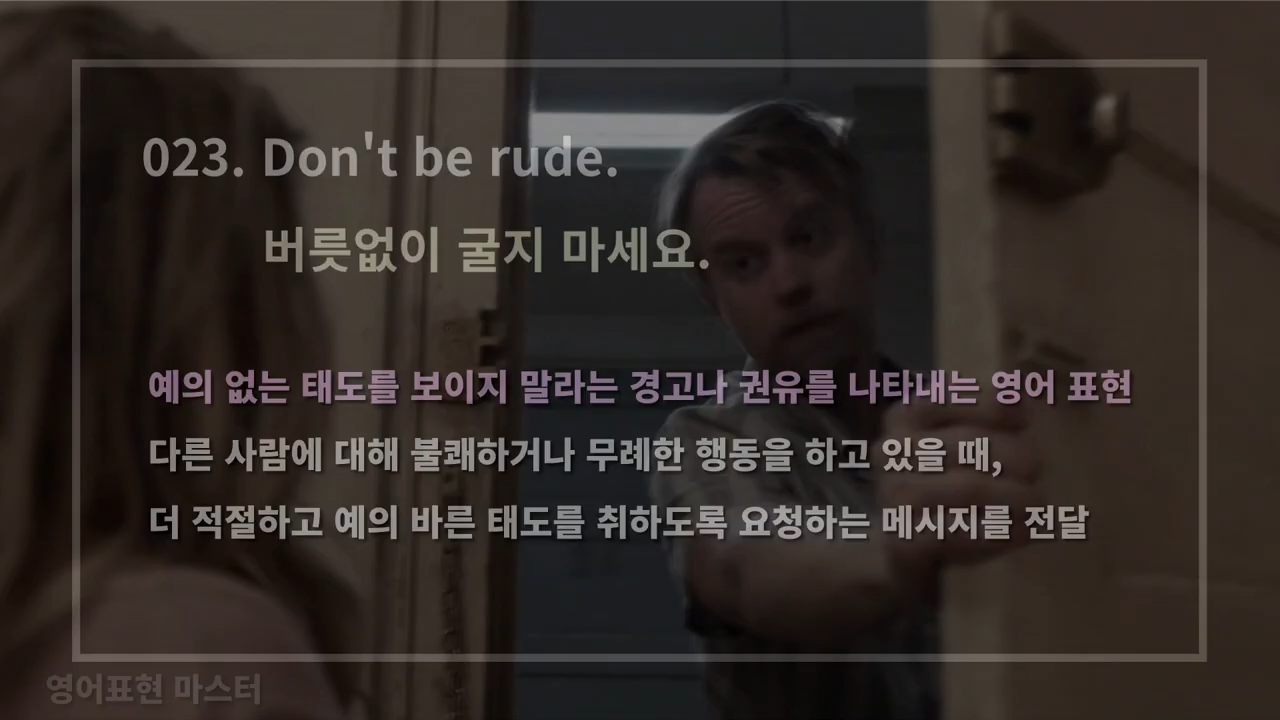 023. Don't be rude.
버릇없이 굴지 마세요.
예의 없는 태도를 보이지 말라는 경고나 권유를 나타내는 영어 표현
다른 사람에 대해 불쾌하거나 무례한 행동을 하고 있을 때,
더 적절하고 예의 바른 태도를 취하도록 요청하는 메시지를 전달
영어표현 마스터